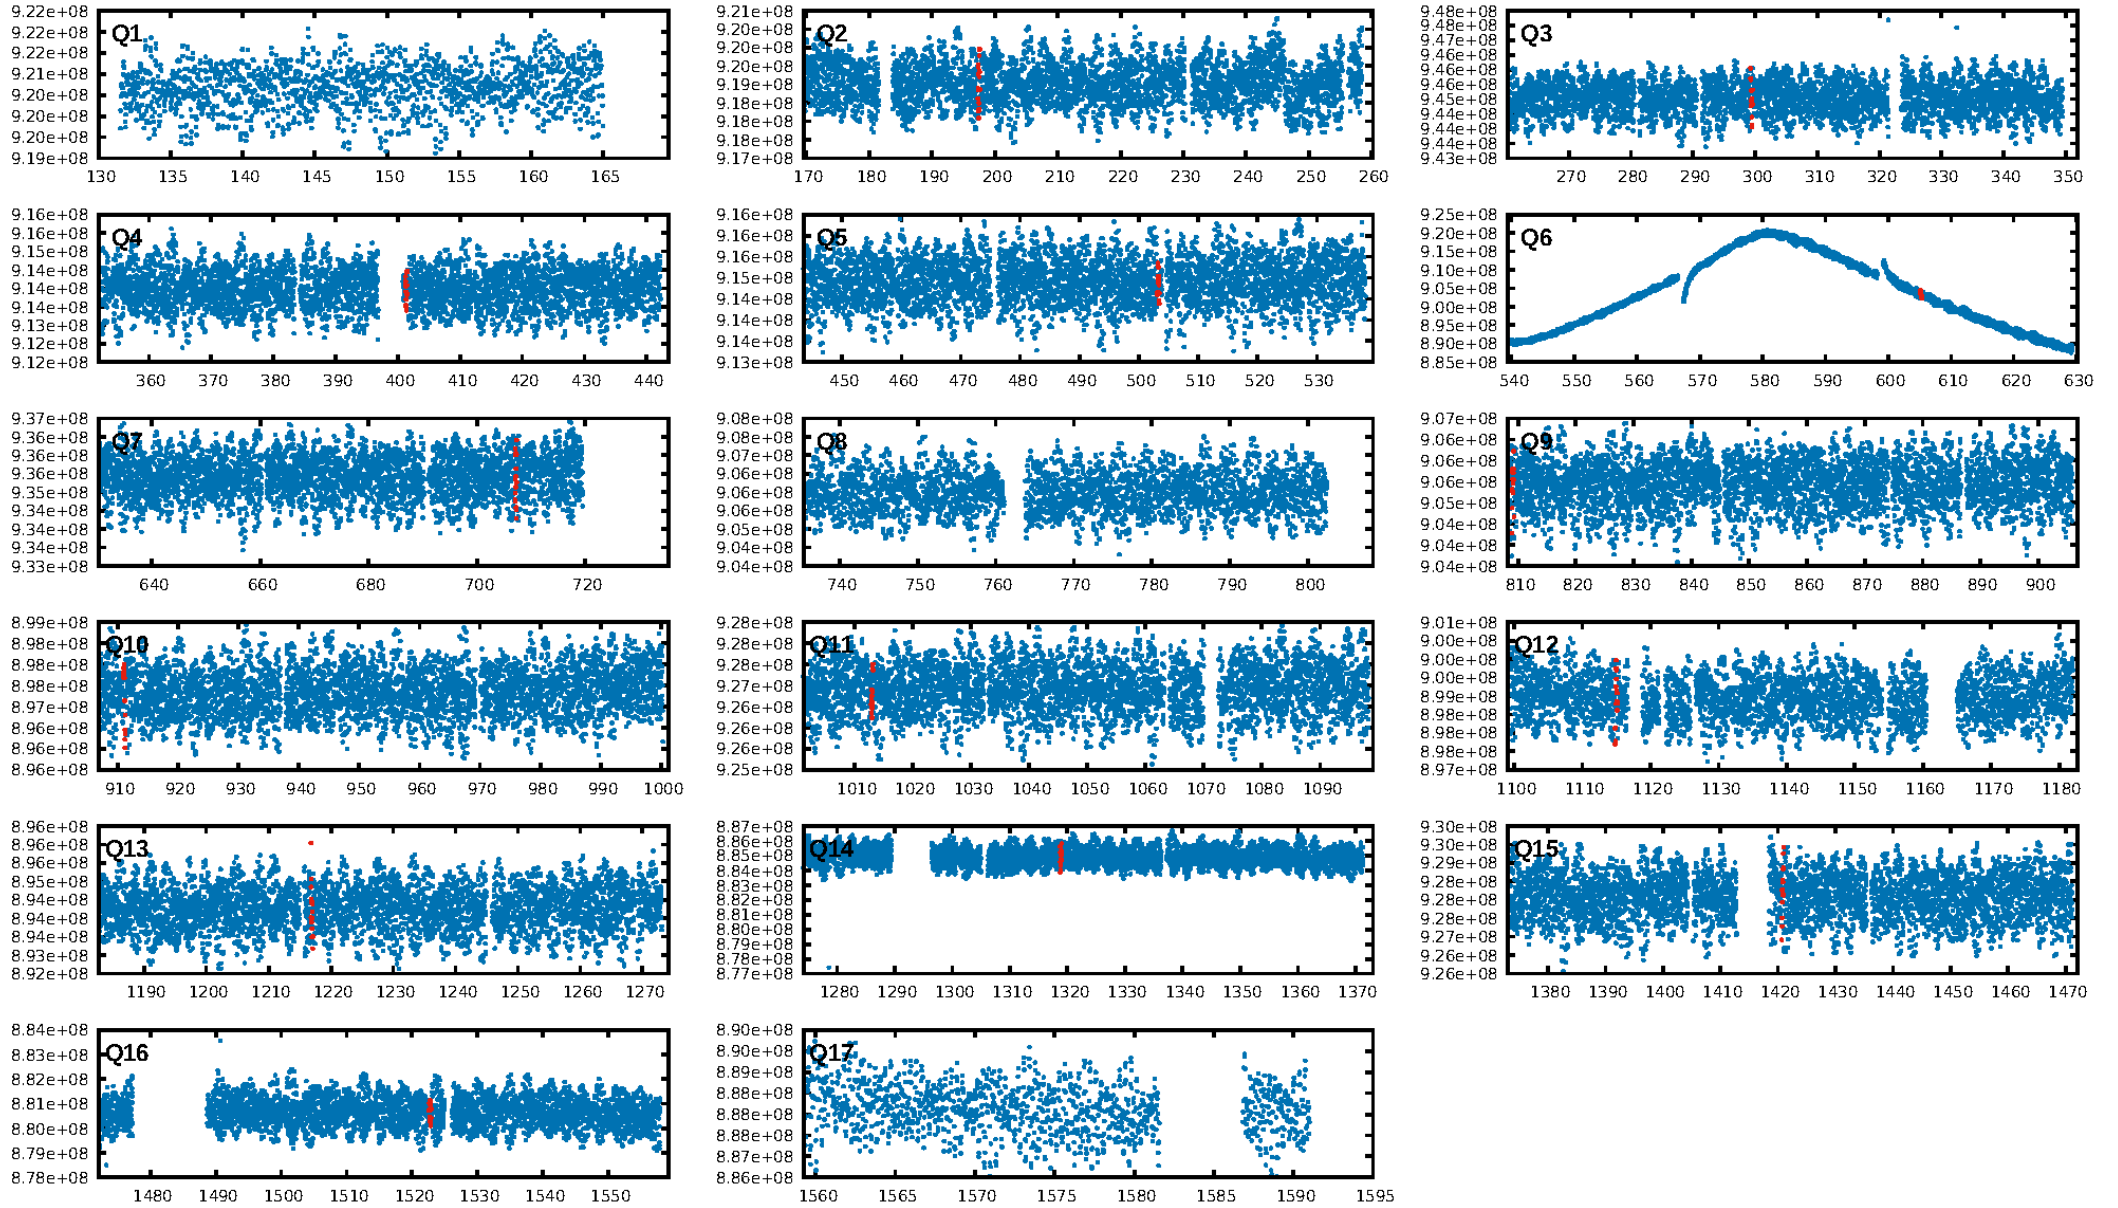 9.22e+08
9.22e+08
9.22e+08
9.21e+08
9.20e+08
9.20e+08
9.20e+08
9.19e+08
Q1
130 135 140 145 150 155 160 165
9.21e+08
9.20e+08
9.20e+08
9.20e+08
9.19e+08
9.18e+08
9.18e+08
9.18e+08
9.17e+08
Q2
170 180 190 200 210 220 230 240 250 260
9.48e+08
9.48e+08
9.47e+08
9.46e+08
9.46e+08
9.46e+08
9.45e+08
9.44e+08
9.44e+08
9.44e+08
9.43e+08
Q3
270 280 290 300 310 320 330 340 350
9.16e+08
9.16e+08
9.15e+08
9.14e+08
9.14e+08
9.14e+08
9.13e+08
9.12e+08
9.12e+08
Q4
360 370 380 390 400 410 420 430 440
9.16e+08
9.16e+08
9.16e+08
9.15e+08
9.14e+08
9.14e+08
9.14e+08
9.13e+08
Q5
450 460 470 480 490 500 510 520 530
9.25e+08
9.20e+08
9.15e+08
9.10e+08
9.05e+08
9.00e+08
8.95e+08
8.90e+08
8.85e+08
Q6
540 550 560 570 580 590 600 610 620 630
9.37e+08
9.36e+08
9.36e+08
9.36e+08
9.35e+08
9.34e+08
9.34e+08
9.34e+08
9.33e+08
Q7
640 660 680 700 720
9.08e+08
9.08e+08
9.07e+08
9.06e+08
9.06e+08
9.06e+08
9.05e+08
9.04e+08
9.04e+08
Q8
740 750 760 770 780 790 800
9.07e+08
9.06e+08
9.06e+08
9.06e+08
9.05e+08
9.04e+08
9.04e+08
9.04e+08
Q9
810 820 830 840 850 860 870 880 890 900
8.99e+08
8.98e+08
8.98e+08
8.98e+08
8.97e+08
8.96e+08
8.96e+08
8.96e+08
Q10
910 920 930 940 950 960 970 980 990 1000
9.28e+08
9.28e+08
9.28e+08
9.27e+08
9.26e+08
9.26e+08
9.26e+08
9.25e+08
Q11
1010 1020 1030 1040 1050 1060 1070 1080 1090
9.01e+08
9.00e+08
9.00e+08
9.00e+08
8.99e+08
8.98e+08
8.98e+08
8.98e+08
8.97e+08
Q12
1100 1110 1120 1130 1140 1150 1160 1170 1180
8.96e+08
8.96e+08
8.96e+08
8.95e+08
8.94e+08
8.94e+08
8.94e+08
8.93e+08
8.92e+08
Q13
1190 1200 1210 1220 1230 1240 1250 1260 1270
8.87e+08
8.86e+08
8.85e+08
8.84e+08
8.83e+08
8.82e+08
8.81e+08
8.80e+08
8.79e+08
8.78e+08
8.77e+08
Q14
1280 1290 1300 1310 1320 1330 1340 1350 1360 1370
9.30e+08
9.30e+08
9.29e+08
9.28e+08
9.28e+08
9.28e+08
9.27e+08
9.26e+08
9.26e+08
Q15
1380 1390 1400 1410 1420 1430 1440 1450 1460 1470
8.84e+08
8.83e+08
8.82e+08
8.81e+08
8.80e+08
8.79e+08
8.78e+08
Q16
1480 1490 1500 1510 1520 1530 1540 1550
8.90e+08
8.90e+08
8.89e+08
8.88e+08
8.88e+08
8.88e+08
8.87e+08
8.86e+08
Q17
1560 1565 1570 1575 1580 1585 1590 1595